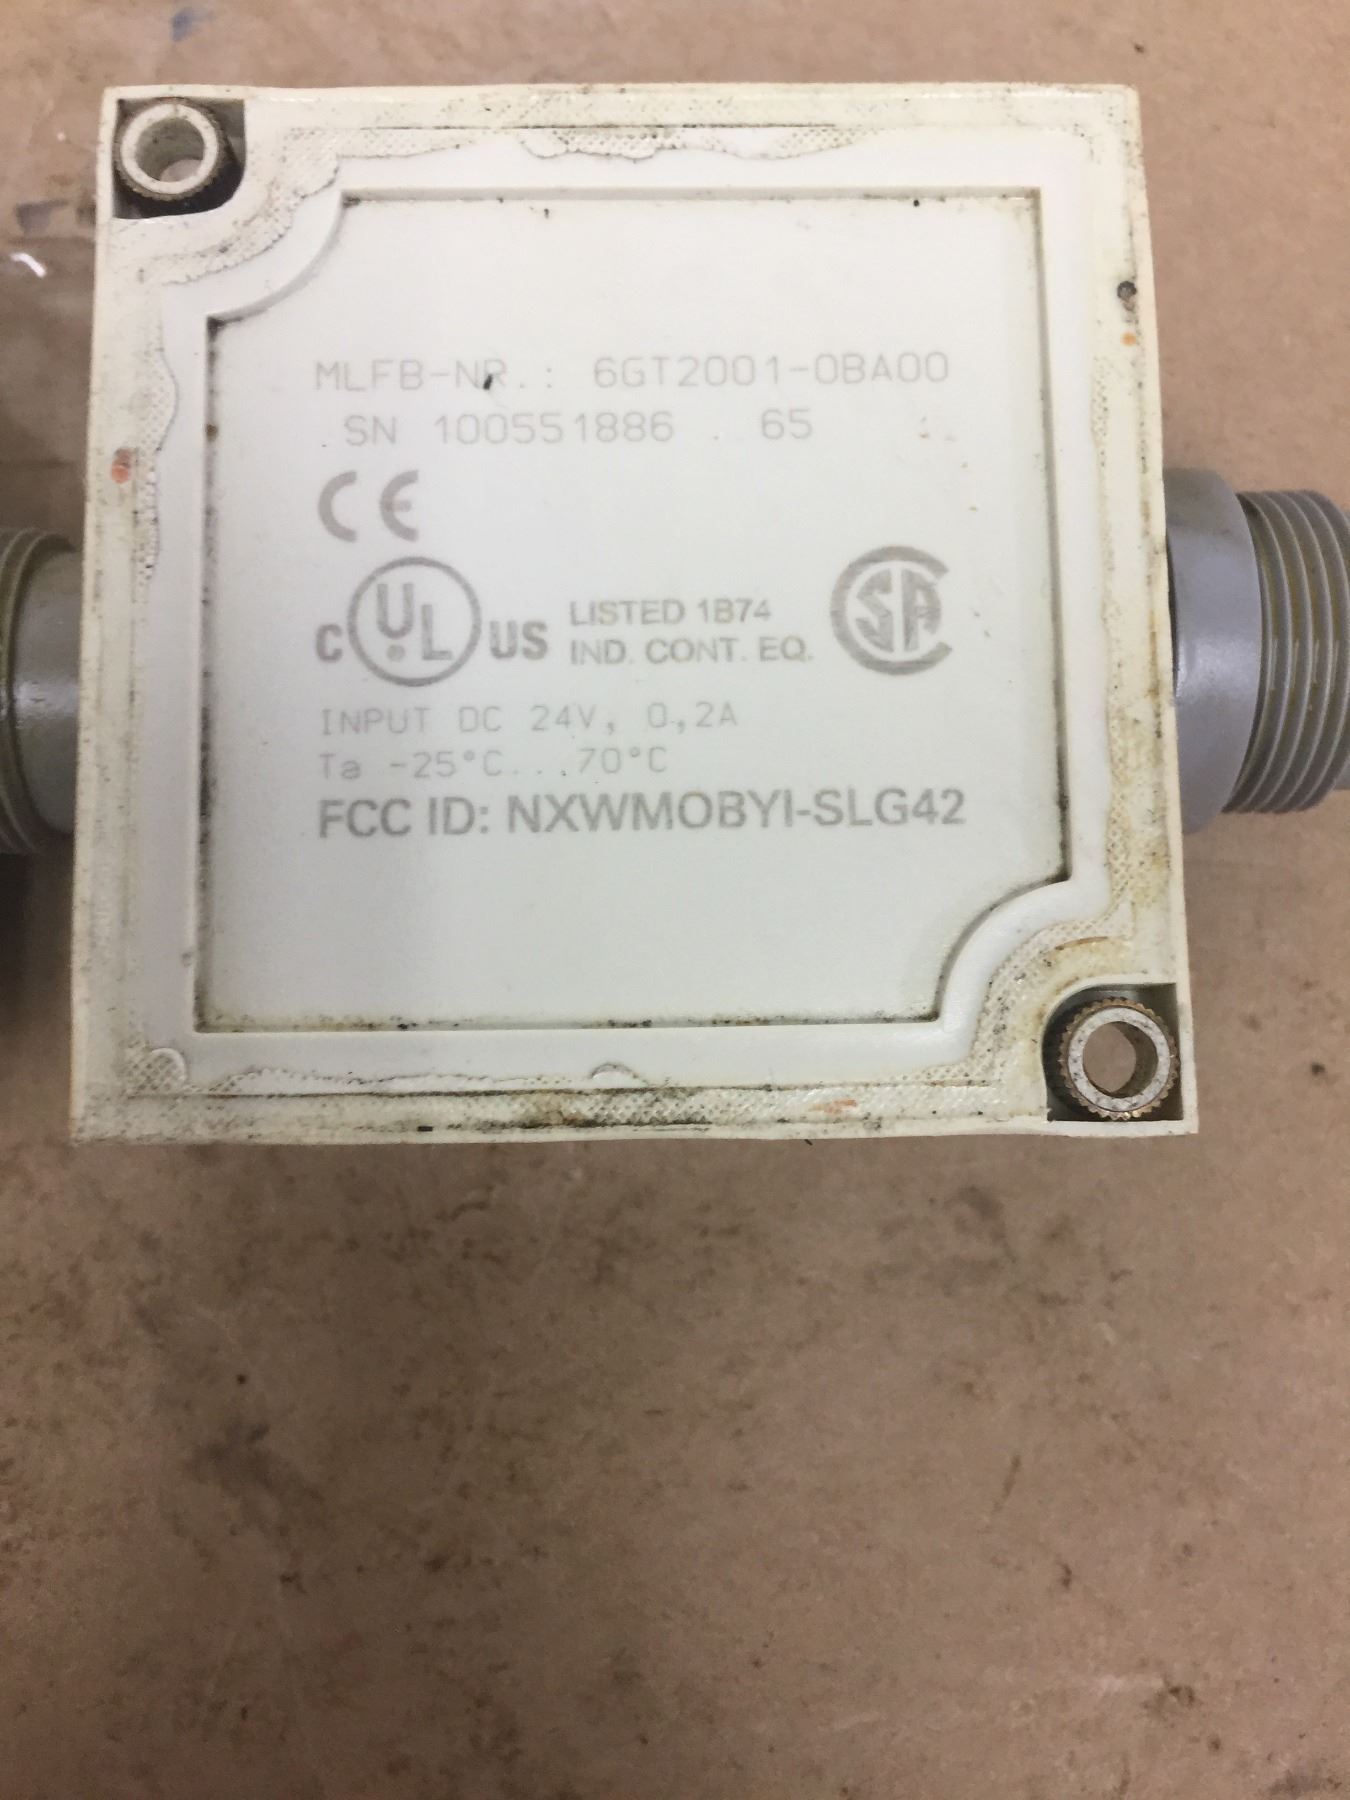 MLFB-NR.: 6GT2001-0BA00
SN 100551886 . 65
CE
C UL US LISTED 1B74
IND. CONT. EQ. SA
INPUT DC 24V, 0,2A
Ta -25°C...70°C
FCC ID: NXWMOBYI-SLG42